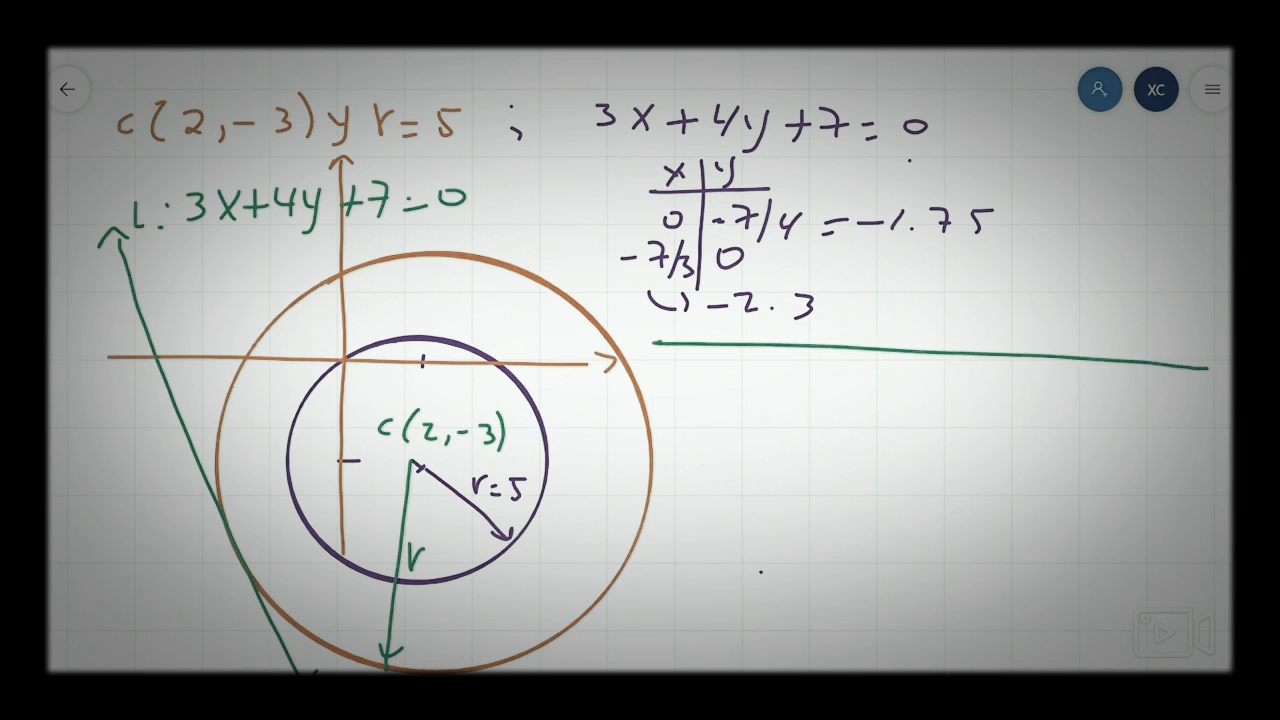 c(2,-3) y r=5 ; 3x+4y+7=0
L: 3x+4y+7=0
x y
0 -7/4 = -1.75
-7/3 0
-2.3
c(2,-3)
r=5
r
XC